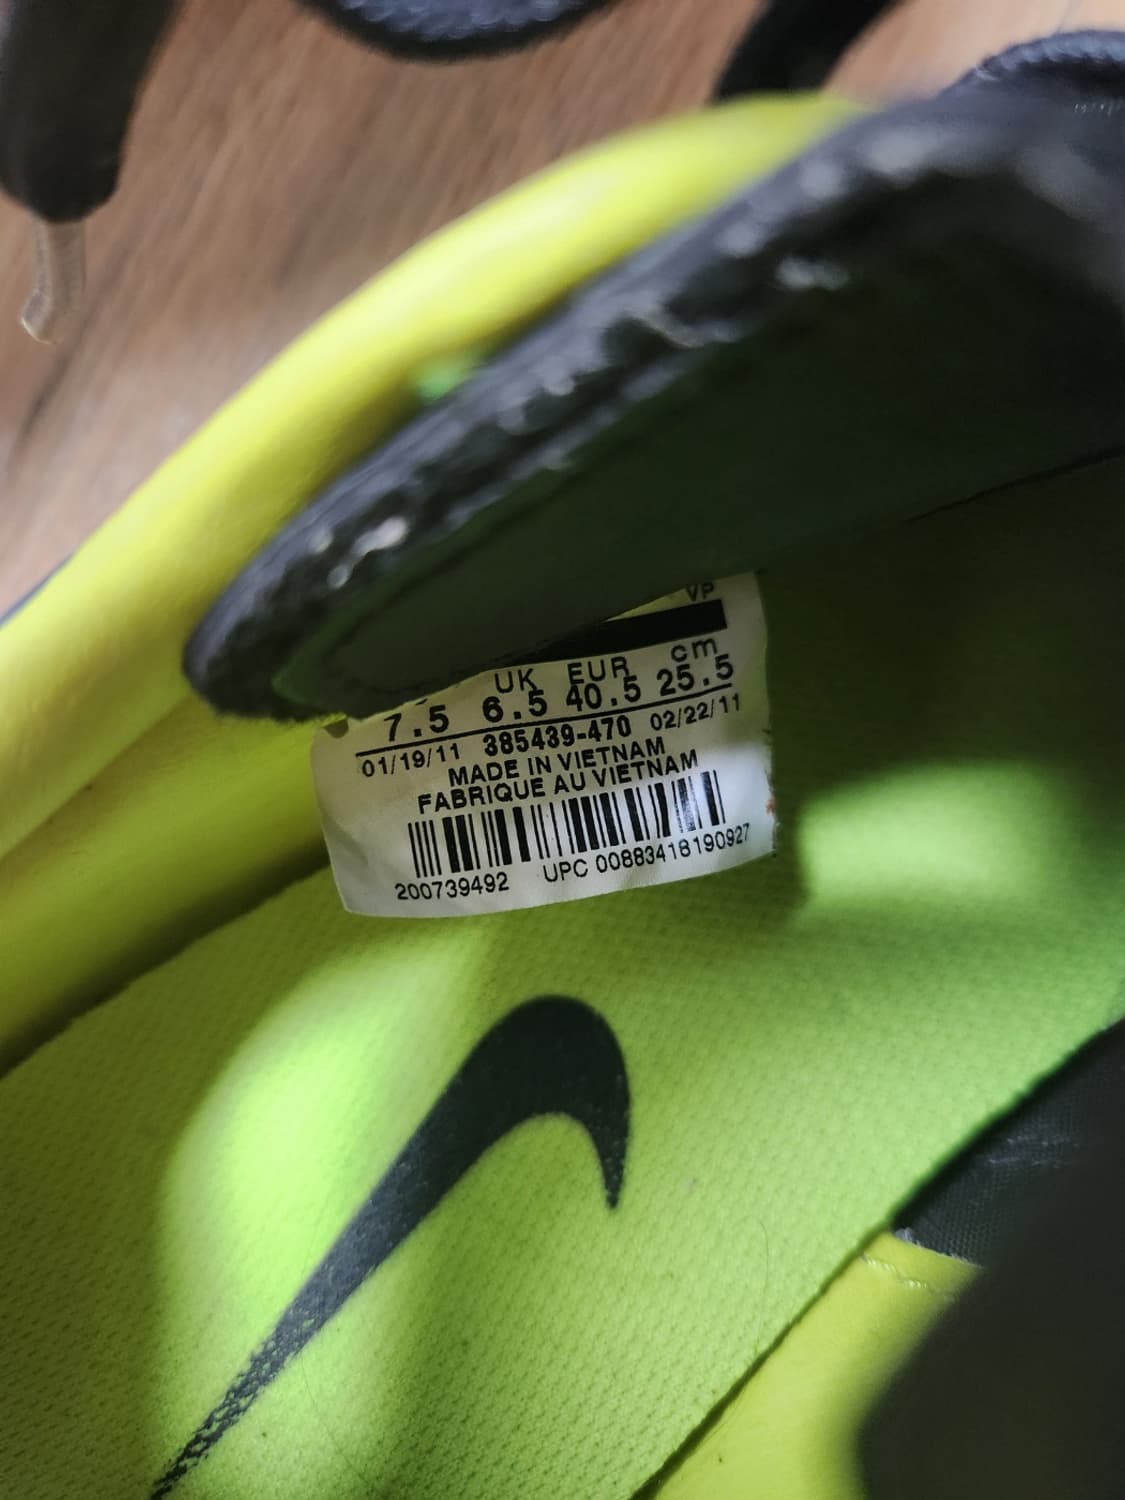 VP
UK EUR cm
7.5 6.5 40.5 25.5
01/19/11 385439-470 02/22/11
MADE IN VIETNAM
FABRIQUE AU VIETNAM
200739492 UPC 00883418190927